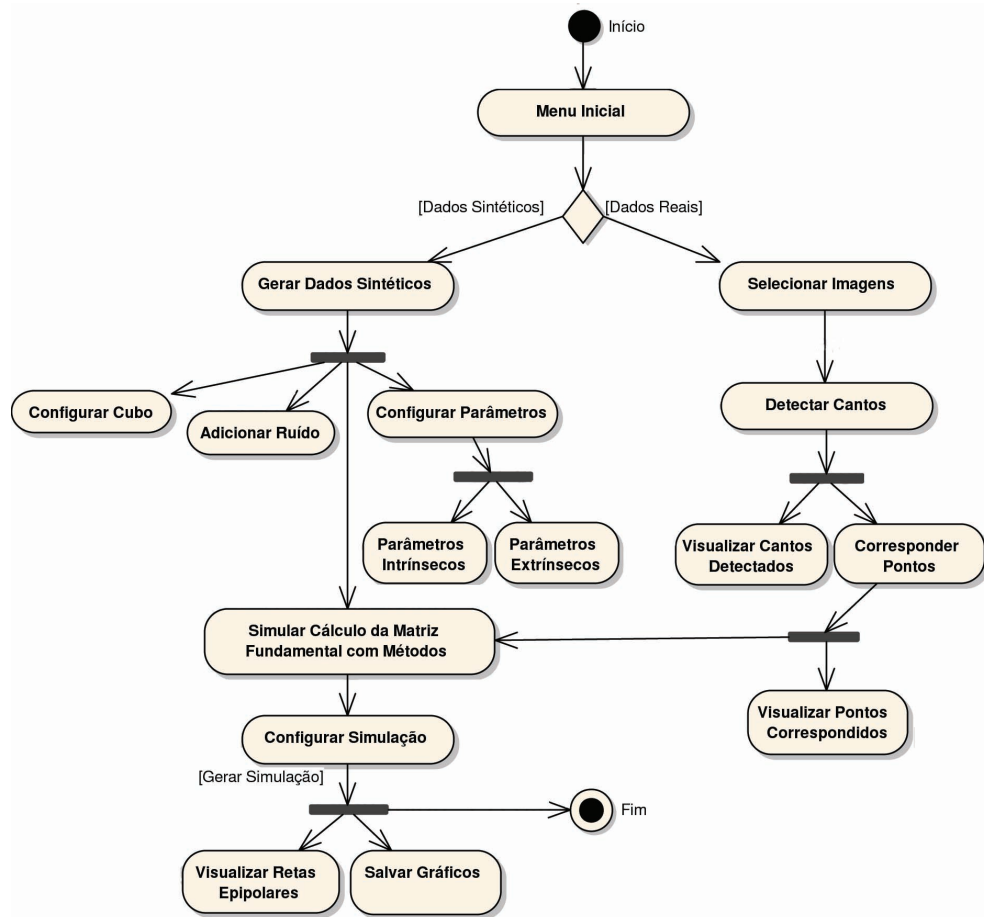 Início
Menu Inicial
[Dados Sintéticos]
[Dados Reais]
Gerar Dados Sintéticos
Selecionar Imagens
Configurar Cubo
Adicionar Ruído
Configurar Parâmetros
Detectar Cantos
Parâmetros
Intrínsecos
Parâmetros
Extrínsecos
Visualizar Cantos
Detectados
Corresponder
Pontos
Simular Cálculo da Matriz
Fundamental com Métodos
Visualizar Pontos
Correspondidos
Configurar Simulação
[Gerar Simulação]
Fim
Visualizar Retas
Epipolares
Salvar Gráficos